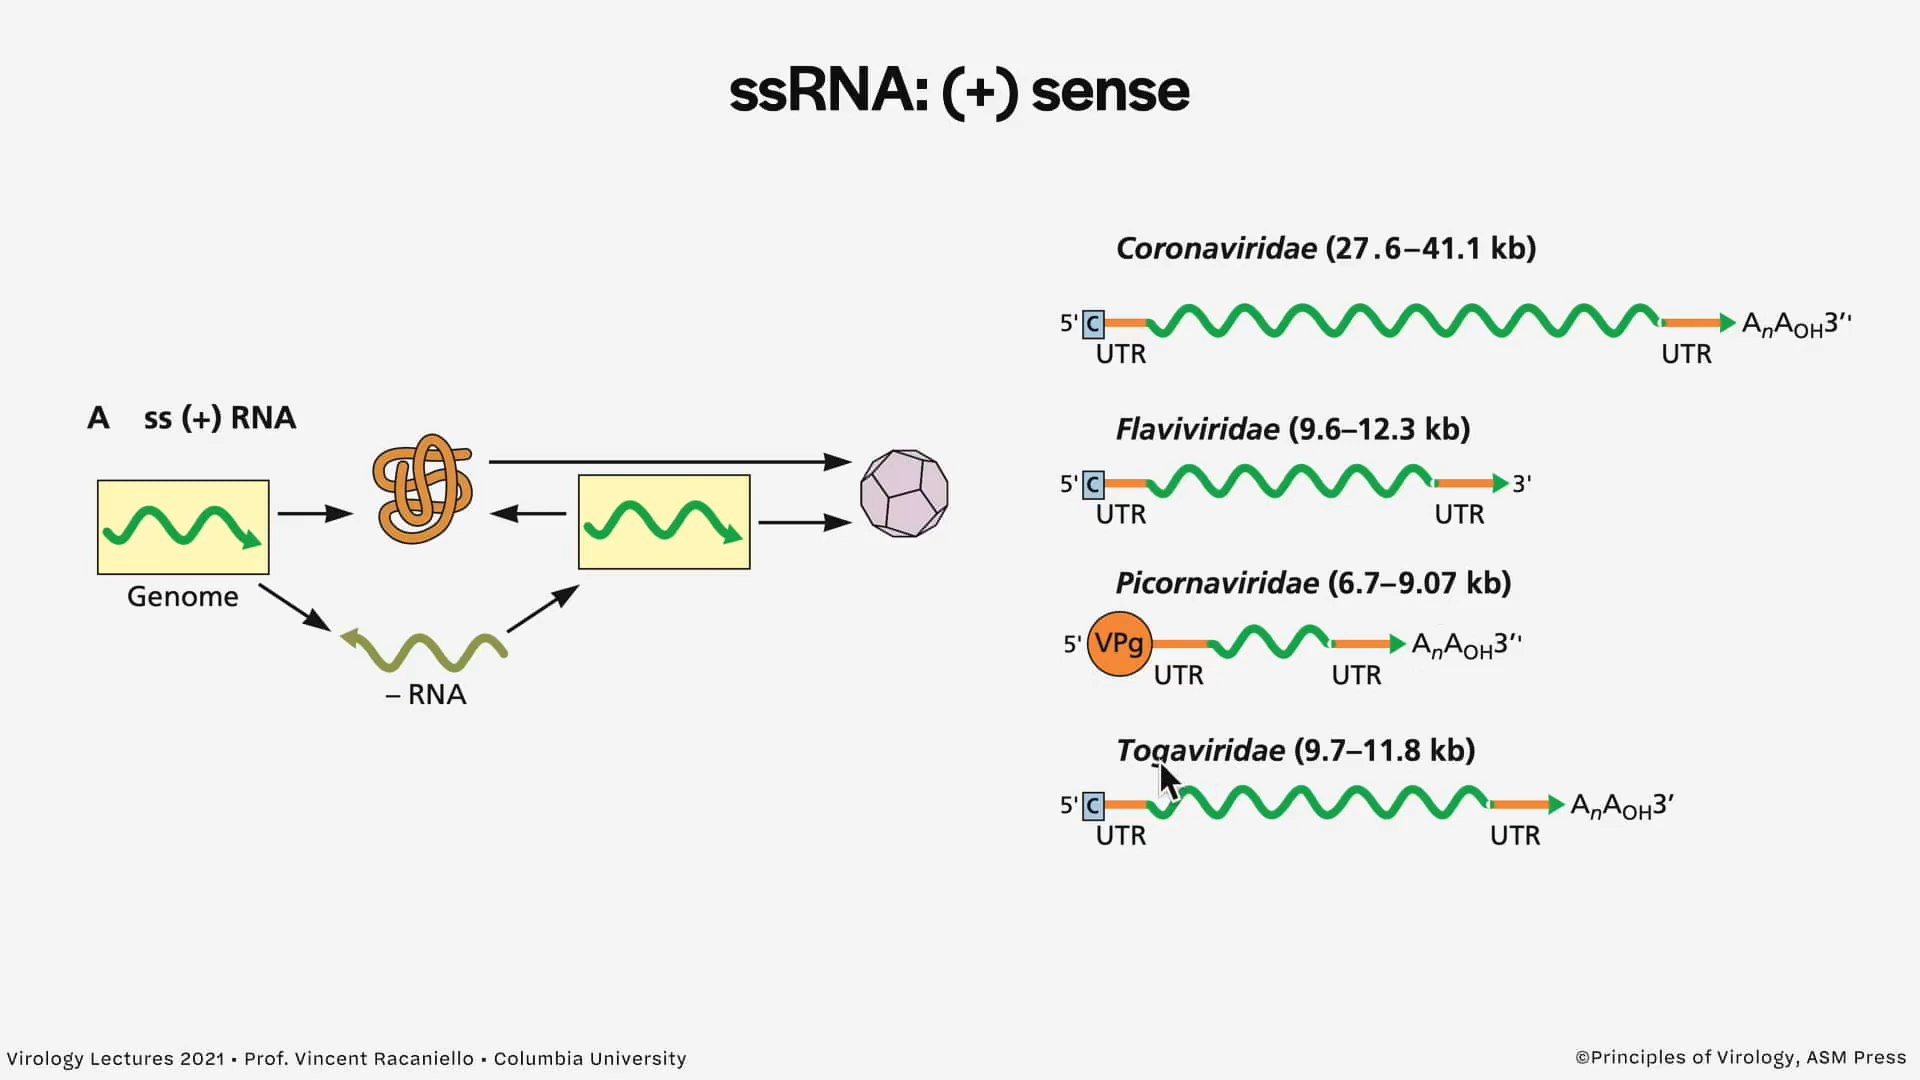 ssRNA: (+) sense
A ss (+) RNA
Genome
– RNA
Coronaviridae (27.6–41.1 kb)
5' C AnAOH3''
UTR UTR
Flaviviridae (9.6–12.3 kb)
5' C 3'
UTR UTR
Picornaviridae (6.7–9.07 kb)
5' VPg AnAOH3''
UTR UTR
Togaviridae (9.7–11.8 kb)
5' C AnAOH3'
UTR UTR
Virology Lectures 2021 • Prof. Vincent Racaniello • Columbia University
©Principles of Virology, ASM Press